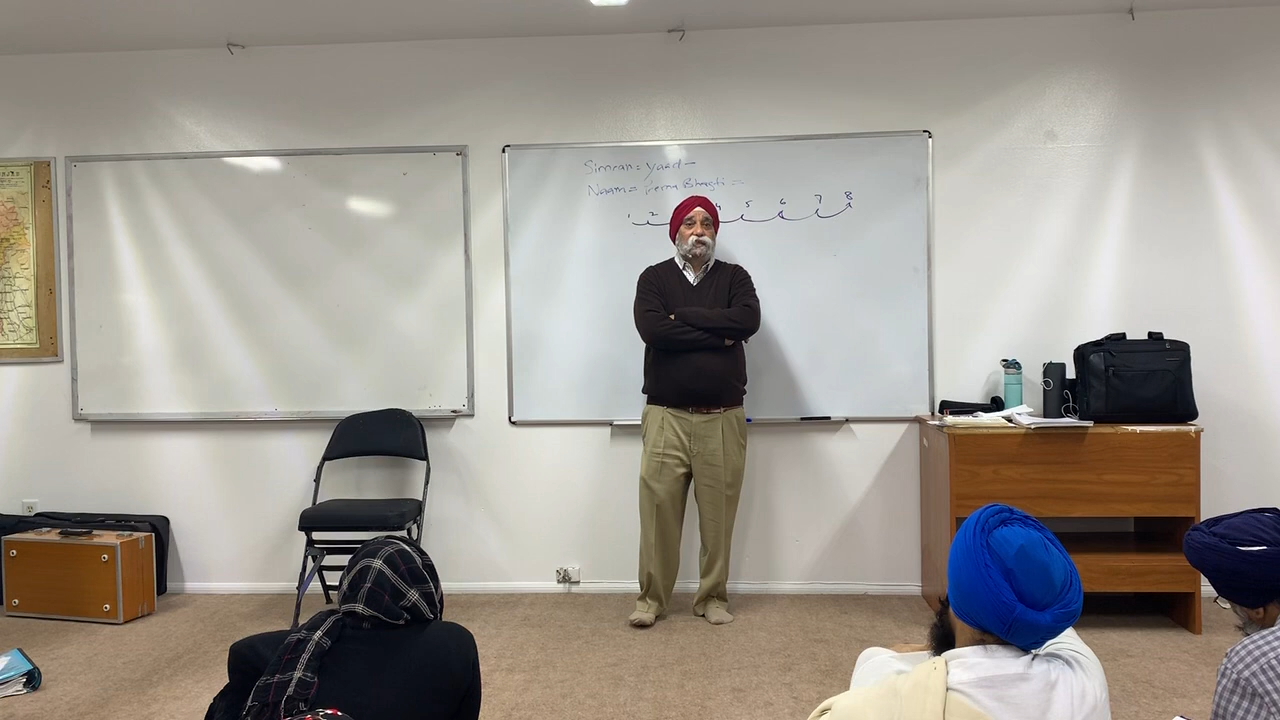 Simran = Yaad —
Naam = Prema Bhagti —
1 2 4 5 6 7 8